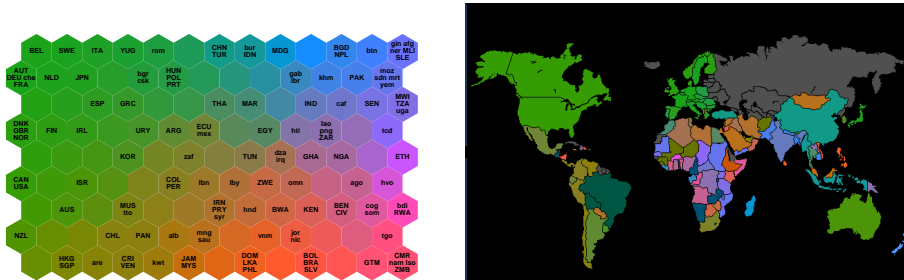 BEL SWE ITA YUG rom CHN bur MDG BGD btn gin afg
TUR IDN NPL ner MLI
SLE
AUT NLD JPN bgr HUN gab khm PAK moz
DEU che csk POL lbr sdn mrt
FRA PRT yem
ESP GRC THA MAR IND caf SEN MWI
TZA
uga
DNK FIN IRL URY ARG ECU EGY hti lao tcd
GBR mex png
NOR ZAR
KOR zaf TUN dza GHA NGA ETH
irq
CAN ISR COL lbn lby ZWE omn ago hvo
USA PER
AUS MUS IRN hnd BWA KEN BEN cog bdi
tto PRY CIV som RWA
syr
NZL CHL PAN alb mng vnm jor tgo
sau nic
HKG are CRI kwt JAM DOM BOL GTM CMR
SGP VEN MYS LKA BRA nam lso
PHL SLV ZMB